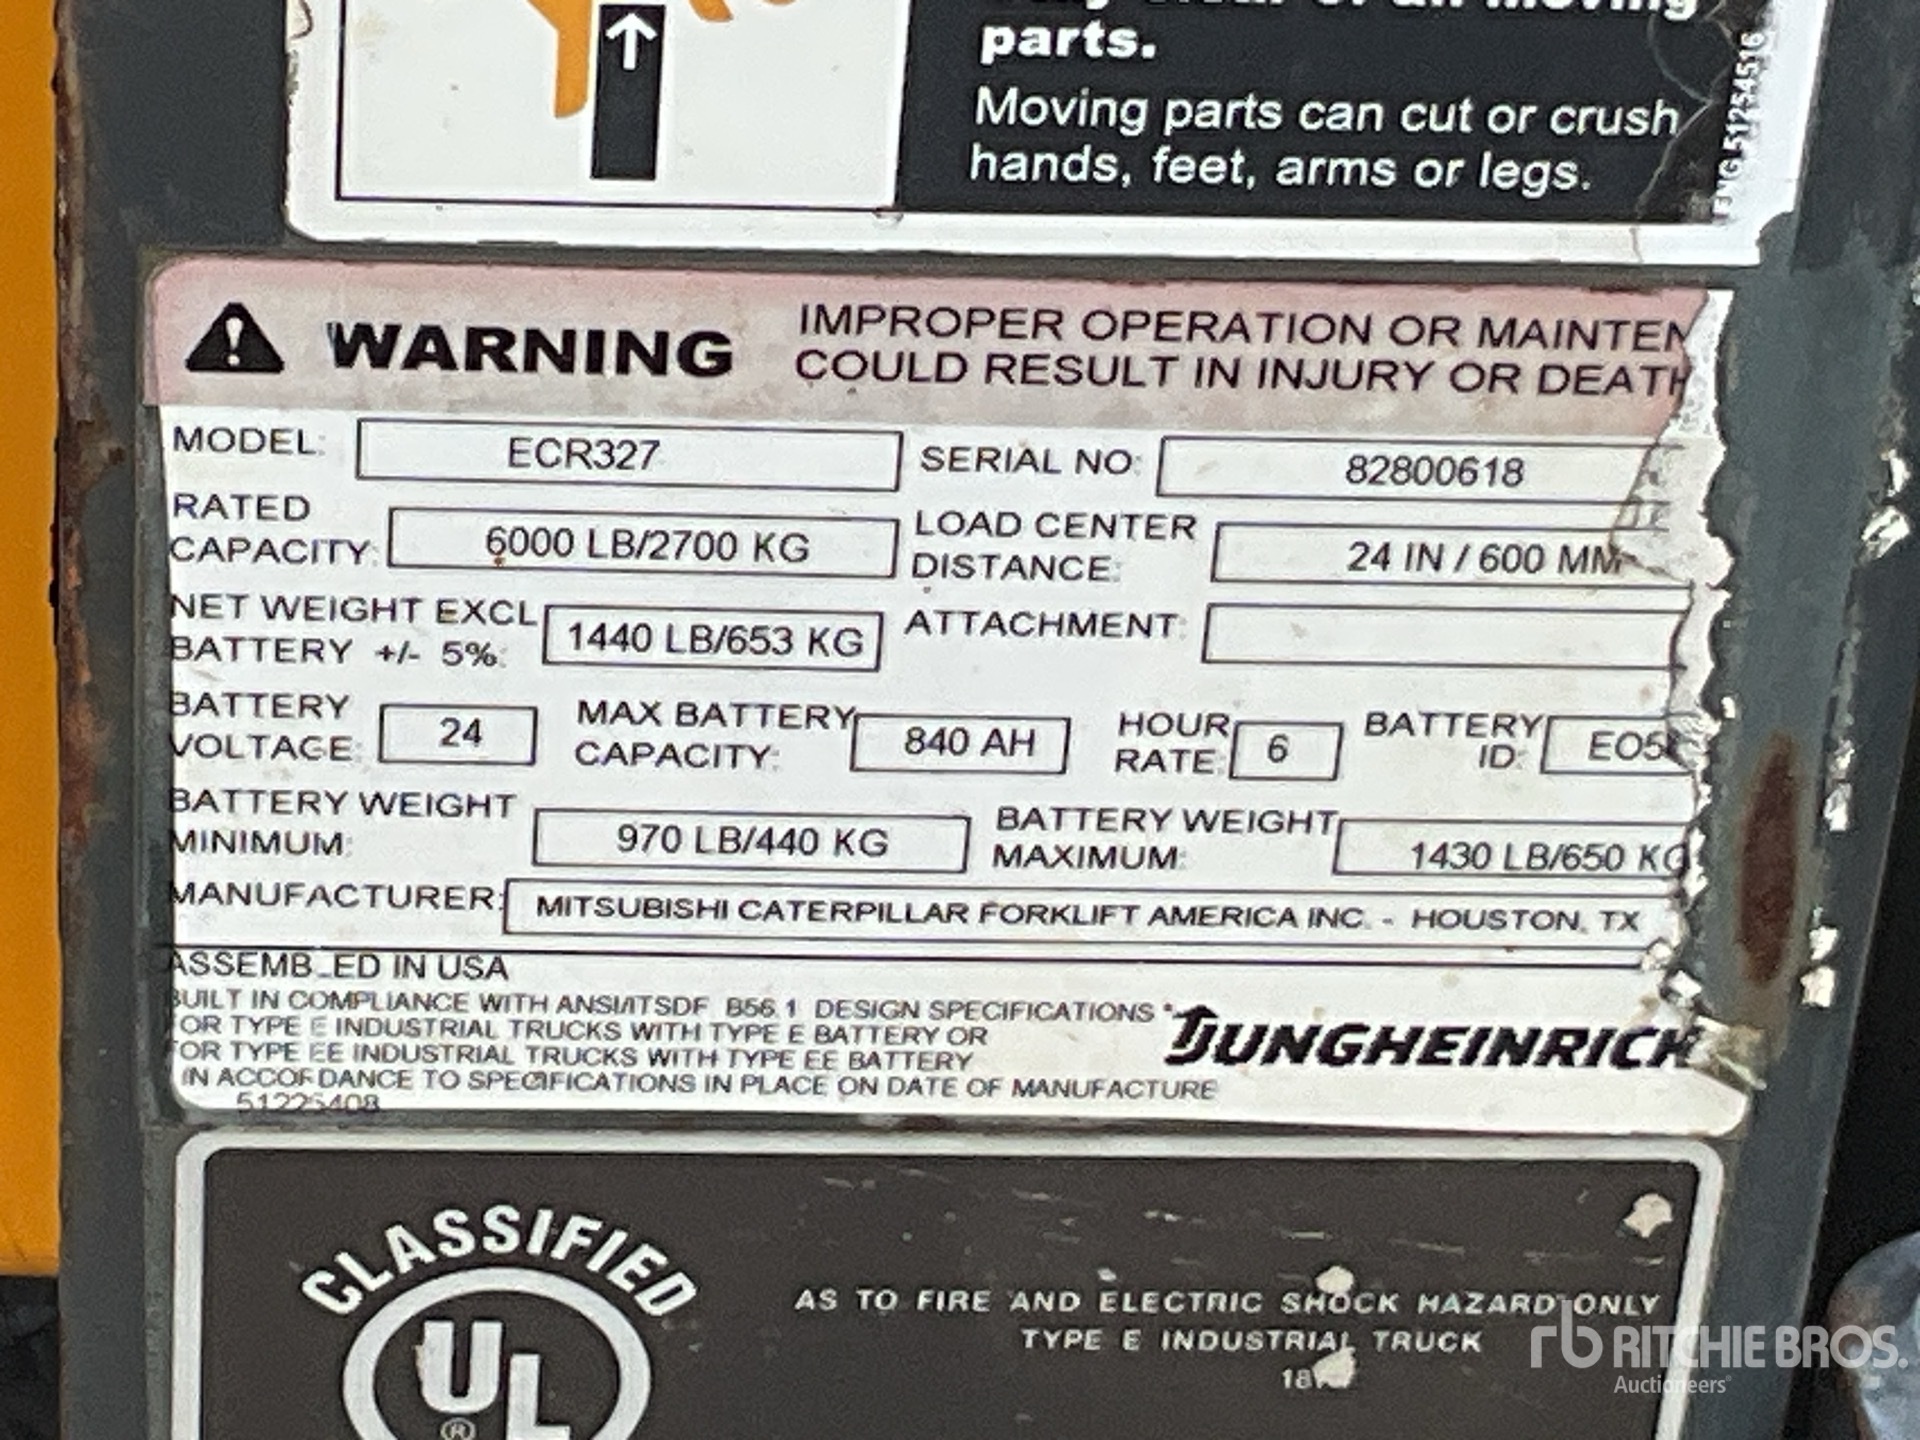 parts.
Moving parts can cut or crush
hands, feet, arms or legs.
ENG 51254516
WARNING
IMPROPER OPERATION OR MAINTEN
COULD RESULT IN INJURY OR DEATH
MODEL: ECR327 SERIAL NO: 82800618
RATED
CAPACITY: 6000 LB/2700 KG
LOAD CENTER
DISTANCE: 24 IN / 600 MM
NET WEIGHT EXCL
BATTERY +/- 5%: 1440 LB/653 KG
ATTACHMENT:
BATTERY
VOLTAGE: 24
MAX BATTERY
CAPACITY: 840 AH
HOUR
RATE: 6
BATTERY
ID: EO5
BATTERY WEIGHT
MINIMUM: 970 LB/440 KG
BATTERY WEIGHT
MAXIMUM: 1430 LB/650 KG
MANUFACTURER: MITSUBISHI CATERPILLAR FORKLIFT AMERICA INC. - HOUSTON, TX
ASSEMBLED IN USA
BUILT IN COMPLIANCE WITH ANSI/ITSDF B56.1 DESIGN SPECIFICATIONS *
FOR TYPE E INDUSTRIAL TRUCKS WITH TYPE E BATTERY OR
FOR TYPE EE INDUSTRIAL TRUCKS WITH TYPE EE BATTERY
IN ACCORDANCE TO SPECIFICATIONS IN PLACE ON DATE OF MANUFACTURE
51225408
JUNGHEINRICH
CLASSIFIED
UL
®
AS TO FIRE AND ELECTRIC SHOCK HAZARD ONLY
TYPE E INDUSTRIAL TRUCK
rb RITCHIE BROS.
Auctioneers